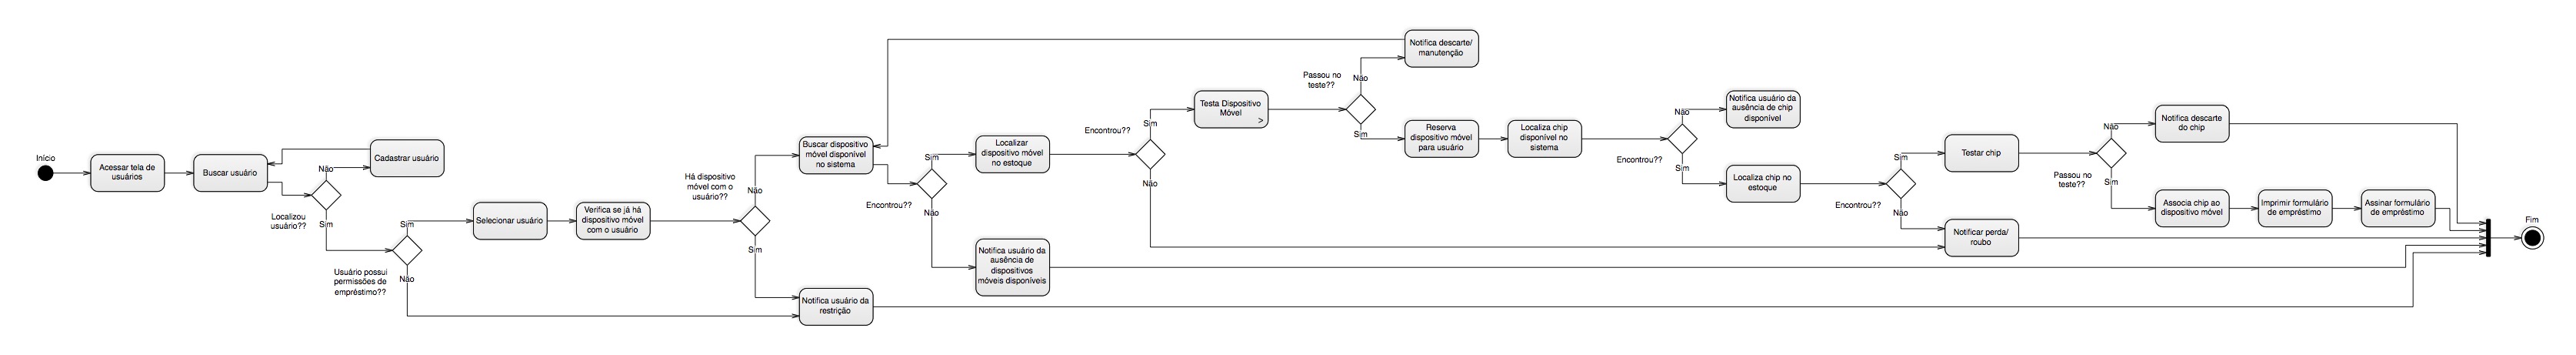 Início
Acessar tela de
usuários
Buscar usuário
Não
Cadastrar usuário
Localizou
usuário??
Sim
Sim
Usuário possui
permissões de
empréstimo??
Não
Selecionar usuário
Verifica se já há
dispositivo móvel
com o usuário
Há dispositivo
móvel com o
usuário??
Não
Sim
Buscar dispositivo
móvel disponível
no sistema
Notifica usuário da
restrição
Sim
Encontrou??
Não
Localizar
dispositivo móvel
no estoque
Notifica usuário da
ausência de
dispositivos
móveis disponíveis
Encontrou??
Sim
Não
Testa Dispositivo
Móvel
>
Passou no
teste??
Não
Sim
Notifica descarte/
manutenção
Reserva
dispositivo móvel
para usuário
Localiza chip
disponível no
sistema
Encontrou??
Não
Sim
Notifica usuário da
ausência de chip
disponível
Localiza chip no
estoque
Encontrou??
Sim
Não
Testar chip
Notificar perda/
roubo
Passou no
teste??
Não
Sim
Notifica descarte
do chip
Associa chip ao
dispositivo móvel
Imprimir formulário
de empréstimo
Assinar formulário
de empréstimo
Fim